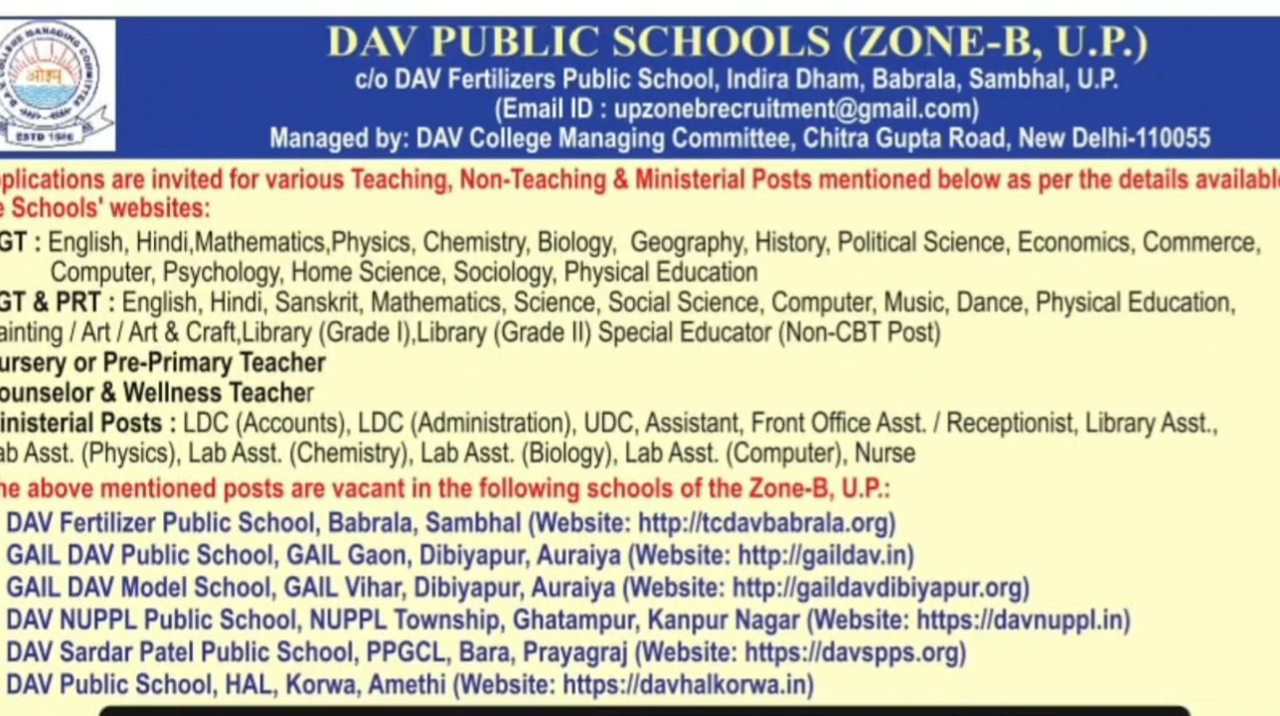 DAV PUBLIC SCHOOLS (ZONE-B, U.P.)
c/o DAV Fertilizers Public School, Indira Dham, Babrala, Sambhal, U.P.
(Email ID : upzonebrecruitment@gmail.com)
Managed by: DAV College Managing Committee, Chitra Gupta Road, New Delhi-110055
ओ३म्
ESTD 1886
pplications are invited for various Teaching, Non-Teaching & Ministerial Posts mentioned below as per the details available
e Schools' websites:
GT : English, Hindi,Mathematics,Physics, Chemistry, Biology, Geography, History, Political Science, Economics, Commerce,
Computer, Psychology, Home Science, Sociology, Physical Education
GT & PRT : English, Hindi, Sanskrit, Mathematics, Science, Social Science, Computer, Music, Dance, Physical Education,
ainting / Art / Art & Craft,Library (Grade I),Library (Grade II) Special Educator (Non-CBT Post)
ursery or Pre-Primary Teacher
ounselor & Wellness Teacher
inisterial Posts : LDC (Accounts), LDC (Administration), UDC, Assistant, Front Office Asst. / Receptionist, Library Asst.,
ab Asst. (Physics), Lab Asst. (Chemistry), Lab Asst. (Biology), Lab Asst. (Computer), Nurse
he above mentioned posts are vacant in the following schools of the Zone-B, U.P.:
DAV Fertilizer Public School, Babrala, Sambhal (Website: http://tcdavbabrala.org)
GAIL DAV Public School, GAIL Gaon, Dibiyapur, Auraiya (Website: http://gaildav.in)
GAIL DAV Model School, GAIL Vihar, Dibiyapur, Auraiya (Website: http://gaildavdibiyapur.org)
DAV NUPPL Public School, NUPPL Township, Ghatampur, Kanpur Nagar (Website: https://davnuppl.in)
DAV Sardar Patel Public School, PPGCL, Bara, Prayagraj (Website: https://davspps.org)
DAV Public School, HAL, Korwa, Amethi (Website: https://davhalkorwa.in)